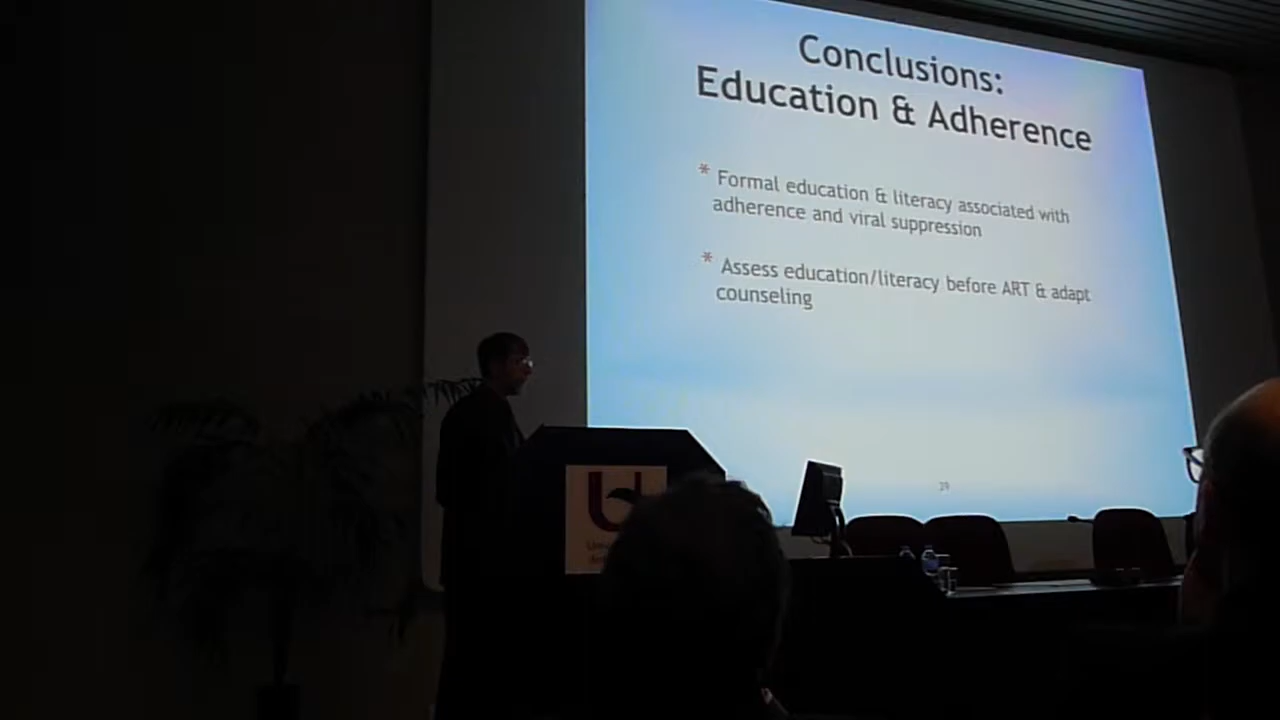 Conclusions:
Education & Adherence
* Formal education & literacy associated with
adherence and viral suppression
* Assess education/literacy before ART & adapt
counseling
39